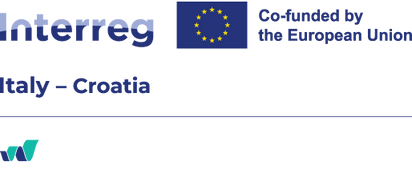 Interreg
Co-funded by
the European Union
Italy – Croatia